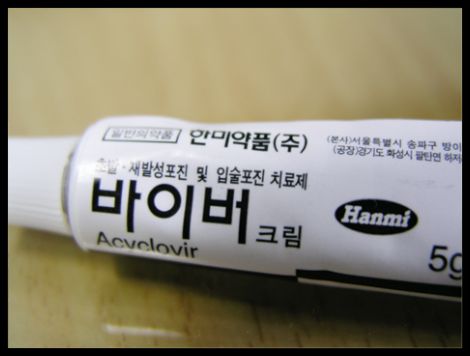 일반의약품 한미약품(주)
(본사)서울특별시 송파구 방이
(공장)경기도 화성시 팔탄면 하저
초발·재발성포진 및 입술포진 치료제
바이버 크림
Hanmi
Acyclovir
5g